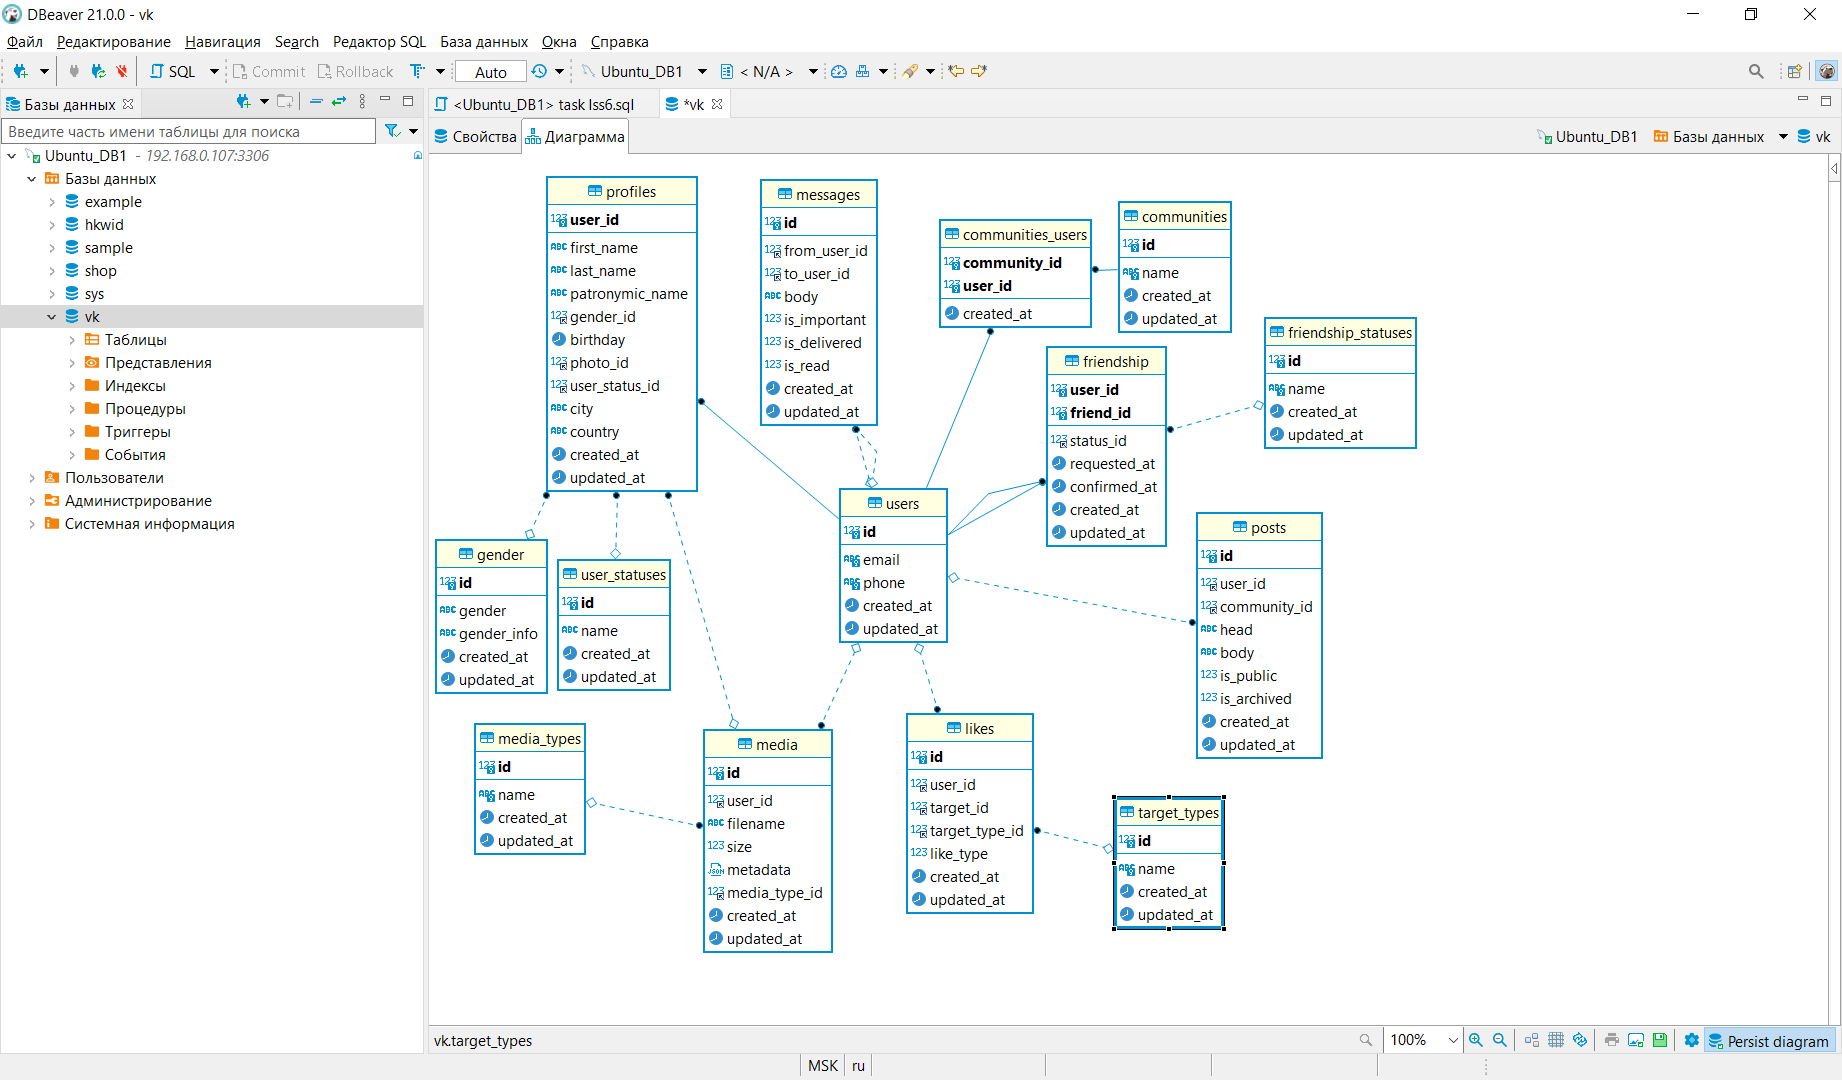 DBeaver 21.0.0 - vk
Файл Редактирование Навигация Search Редактор SQL База данных Окна Справка
SQL Commit Rollback Auto Ubuntu_DB1 < N/A >
Базы данных
<Ubuntu_DB1> task lss6.sql
*vk
Введите часть имени таблицы для поиска
Свойства
Диаграмма
Ubuntu_DB1 Базы данных vk
Ubuntu_DB1 - 192.168.0.107:3306
Базы данных
example
hkwid
sample
shop
sys
vk
Таблицы
Представления
Индексы
Процедуры
Триггеры
События
Пользователи
Администрирование
Системная информация
profiles
user_id
first_name
last_name
patronymic_name
gender_id
birthday
photo_id
user_status_id
city
country
created_at
updated_at
messages
id
from_user_id
to_user_id
body
is_important
is_delivered
is_read
created_at
updated_at
communities_users
community_id
user_id
created_at
communities
id
name
created_at
updated_at
friendship_statuses
id
name
created_at
updated_at
friendship
user_id
friend_id
status_id
requested_at
confirmed_at
created_at
updated_at
users
id
email
phone
created_at
updated_at
gender
id
gender
gender_info
created_at
updated_at
user_statuses
id
name
created_at
updated_at
posts
id
user_id
community_id
head
body
is_public
is_archived
created_at
updated_at
media_types
id
name
created_at
updated_at
media
id
user_id
filename
size
metadata
media_type_id
created_at
updated_at
likes
id
user_id
target_id
target_type_id
like_type
created_at
updated_at
target_types
id
name
created_at
updated_at
vk.target_types
100%
Persist diagram
MSK ru